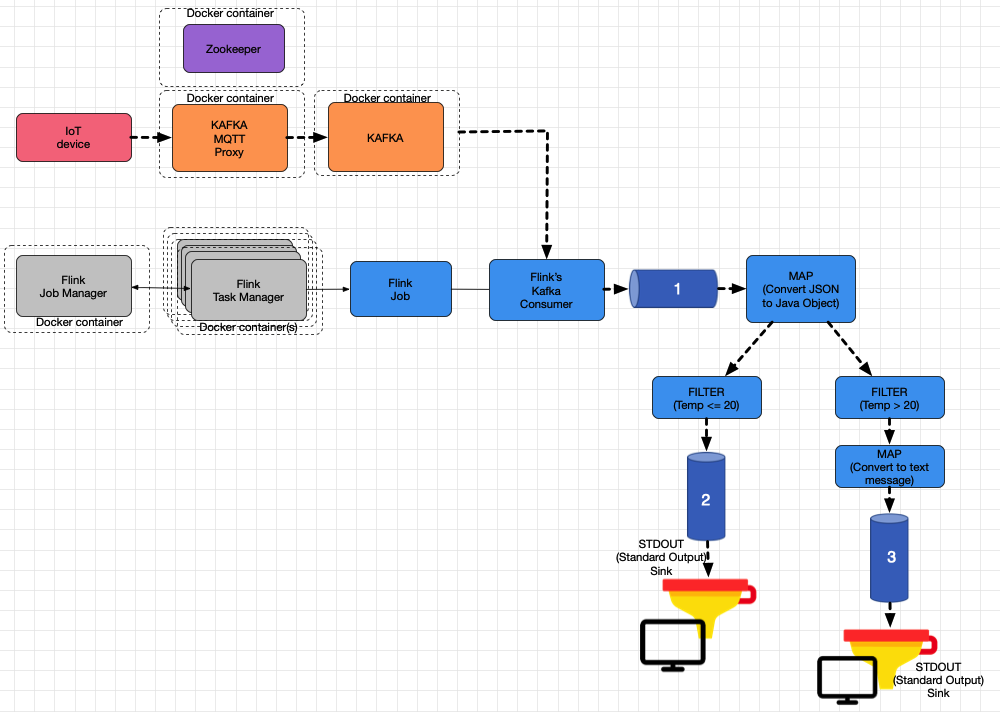 Docker container
Zookeeper
Docker container
Docker container
IoT
device
KAFKA
MQTT
Proxy
KAFKA
Flink
Job Manager
Docker container
Flink
Task Manager
Docker container(s)
Flink
Job
Flink's
Kafka
Consumer
1
MAP
(Convert JSON
to Java Object)
FILTER
(Temp <= 20)
FILTER
(Temp > 20)
MAP
(Convert to text
message)
2
3
STDOUT
(Standard Output)
Sink
STDOUT
(Standard Output)
Sink